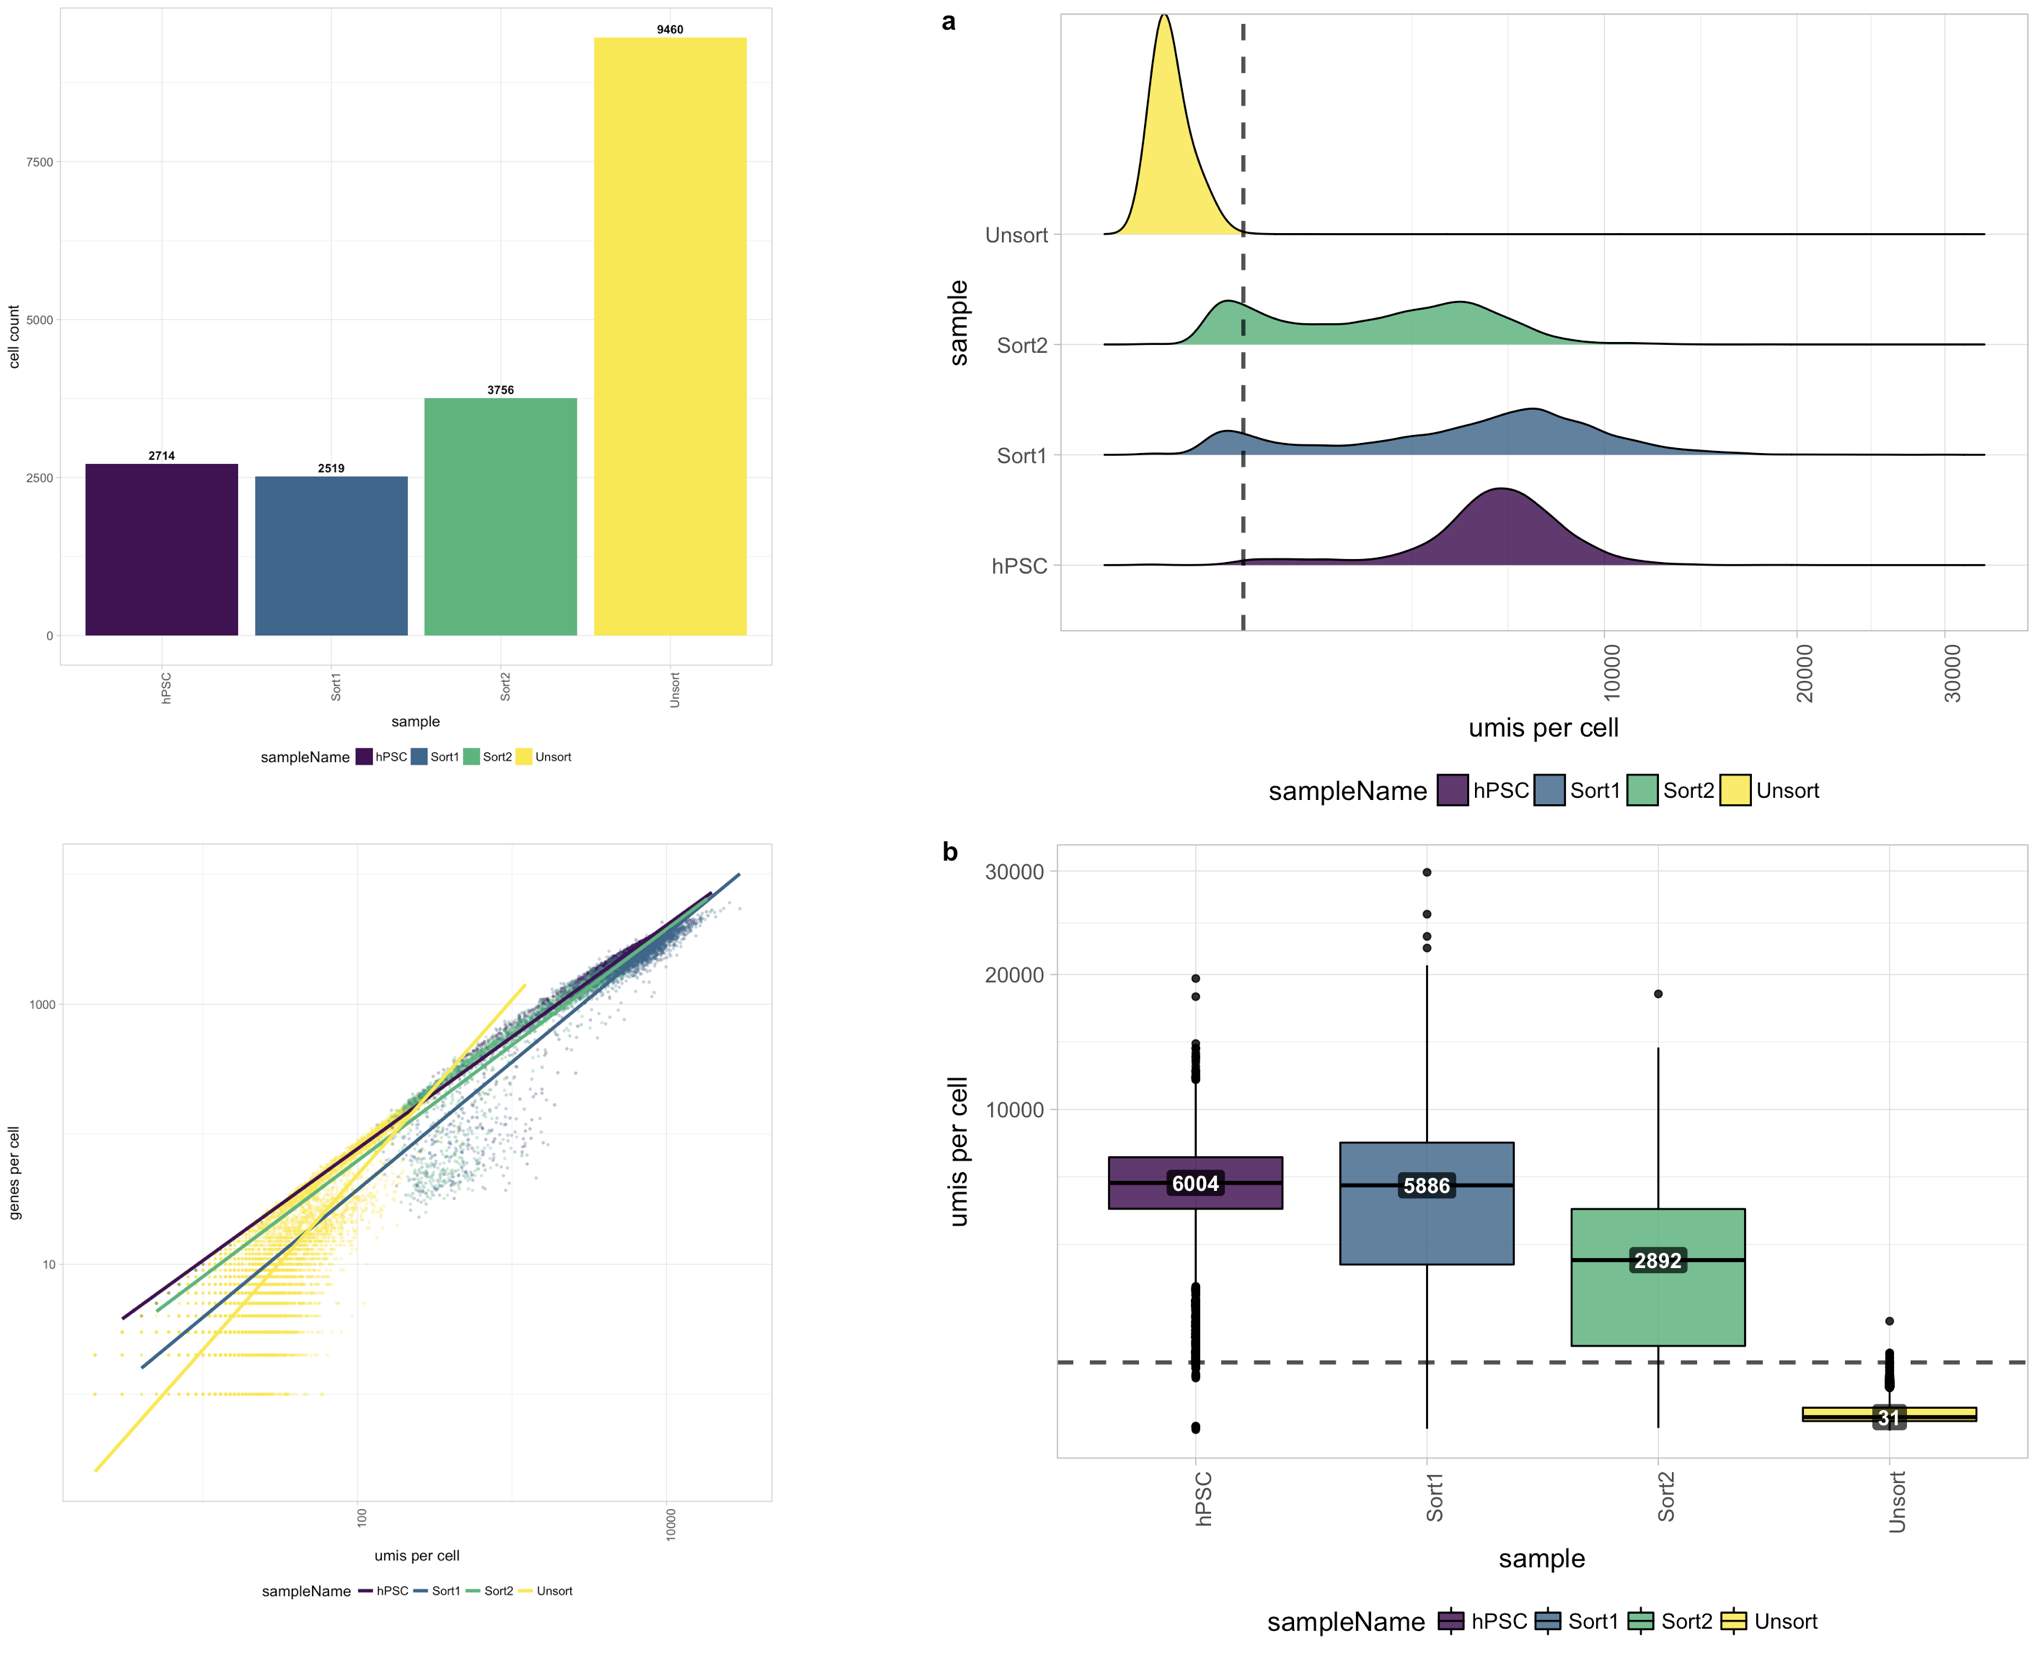 9460
7500
5000
3756
2714
2519
2500
0
cell count
hPSC
Sort1
Sort2
Unsort
sample
sampleName hPSC Sort1 Sort2 Unsort
a
Unsort
Sort2
Sort1
hPSC
sample
10000
20000
30000
umis per cell
sampleName hPSC Sort1 Sort2 Unsort
1000
10
genes per cell
100
10000
umis per cell
sampleName hPSC Sort1 Sort2 Unsort
b
30000
20000
10000
umis per cell
6004
5886
2892
31
hPSC
Sort1
Sort2
Unsort
sample
sampleName hPSC Sort1 Sort2 Unsort